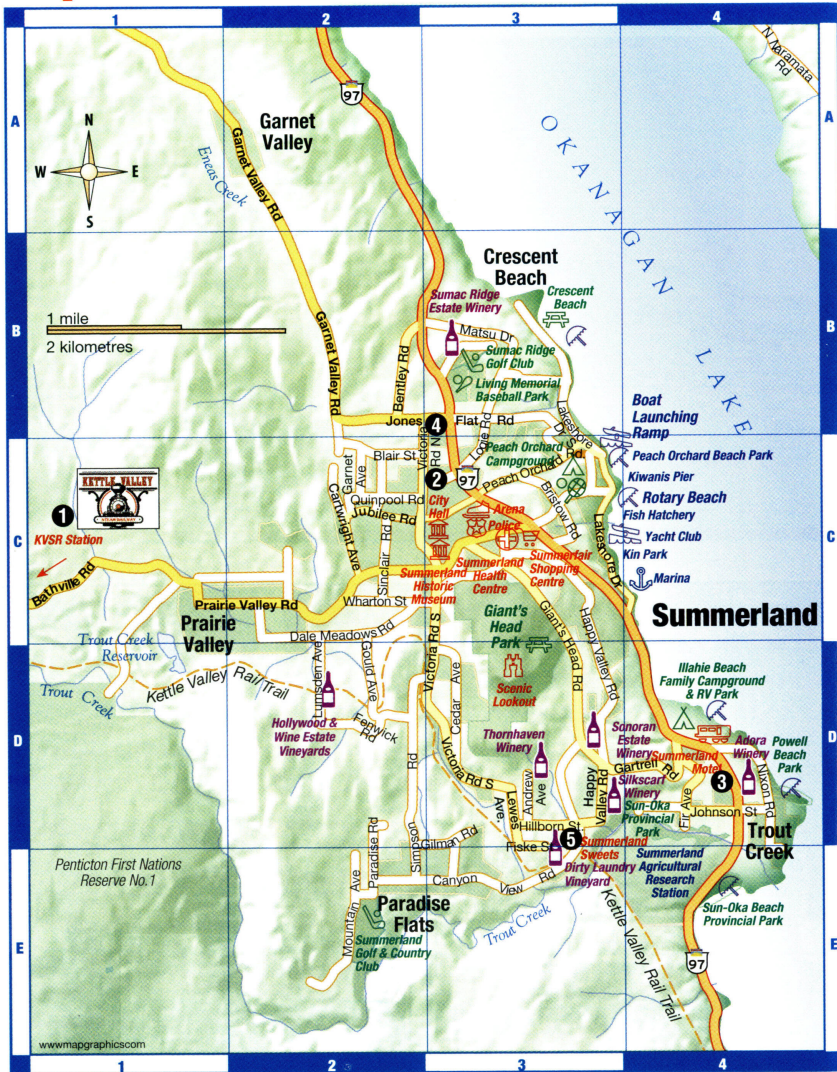 1
2
3
4
A
A
N
W
E
S
97
Garnet
Valley
Eneas Creek
Garnet Valley Rd
Garnet Valley Rd
N Naramata
Rd
OKANAGAN
LAKE
B
B
1 mile
2 kilometres
Crescent
Beach
Crescent
Beach
Sumac Ridge
Estate Winery
Matsu Dr
Sumac Ridge
Golf Club
Living Memorial
Baseball Park
Bentley Rd
Jones
4
Flat Rd
Boat
Launching
Ramp
Peach Orchard Beach Park
Kiwanis Pier
Rotary Beach
Fish Hatchery
Yacht Club
Kin Park
Marina
Lakeshore
Dr S
Lakeshore Dr
Logie Rd
Peach Orchard
Campground
Peach Orchard Rd
Bristow Rd
Victoria
Rd N
Blair St
Garnet
Ave
2
97
Quinpool Rd
Jubilee Rd
Cartwright Ave
Sinclair Rd
City
Hall
Arena
Police
Summerland
Historic
Museum
Summerland
Health
Centre
Summerfair
Shopping
Centre
C
C
KETTLE VALLEY
1
KVSR Station
Bathville Rd
Prairie Valley Rd
Prairie
Valley
Wharton St
Dale Meadows Rd
Summerland
Giant's
Head
Park
Scenic
Lookout
Giant's Head Rd
Happy Valley Rd
Victoria Rd S
Trout Creek
Reservoir
Trout Creek
Kettle Valley Rail Trail
Lumsden Ave
Gould Ave
Fenwick
Rd
Hollywood &
Wine Estate
Vineyards
Cedar Ave
Illahie Beach
Family Campground
& RV Park
D
D
Thornhaven
Winery
Sonoran
Estate
Winery
Summerland
Motel
Adora
Winery
Powell
Beach
Park
Gartrell Rd
3
Nixon Rd
Silkscarf
Winery
Sun-Oka
Provincial
Park
Fir Ave
Johnson St
Trout
Creek
Victoria Rd S
Lewes
Ave.
Andrew
Ave
Happy
Valley Rd
Hillborn St
5
Fiske St
Summerland
Sweets
Dirty Laundry
Vineyard
Summerland
Agricultural
Research
Station
Sun-Oka Beach
Provincial Park
Simpson Rd
Gilman Rd
Paradise Rd
Mountain Ave
Canyon View Rd
Paradise
Flats
Penticton First Nations
Reserve No.1
Summerland
Golf & Country
Club
Trout Creek
Kettle Valley Rail Trail
97
E
E
www.mapgraphics.com
1
2
3
4